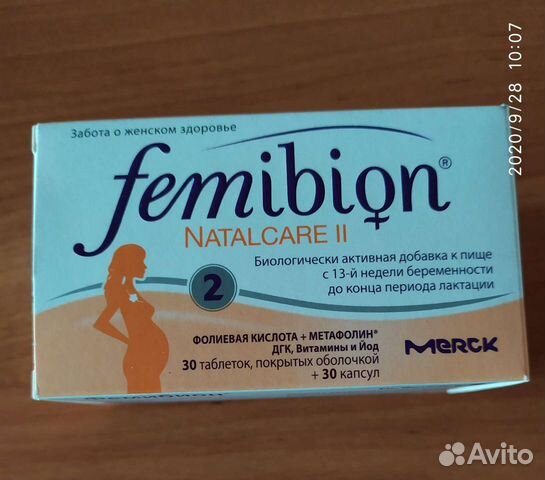 Забота о женском здоровье
femibion®
NATALCARE II
Биологически активная добавка к пище
с 13-й недели беременности
до конца периода лактации
2
ФОЛИЕВАЯ КИСЛОТА + МЕТАФОЛИН®
ДГК, Витамины и Йод
30 таблеток, покрытых оболочкой
+ 30 капсул
MERCK
2020/9/28 10:07
Avito